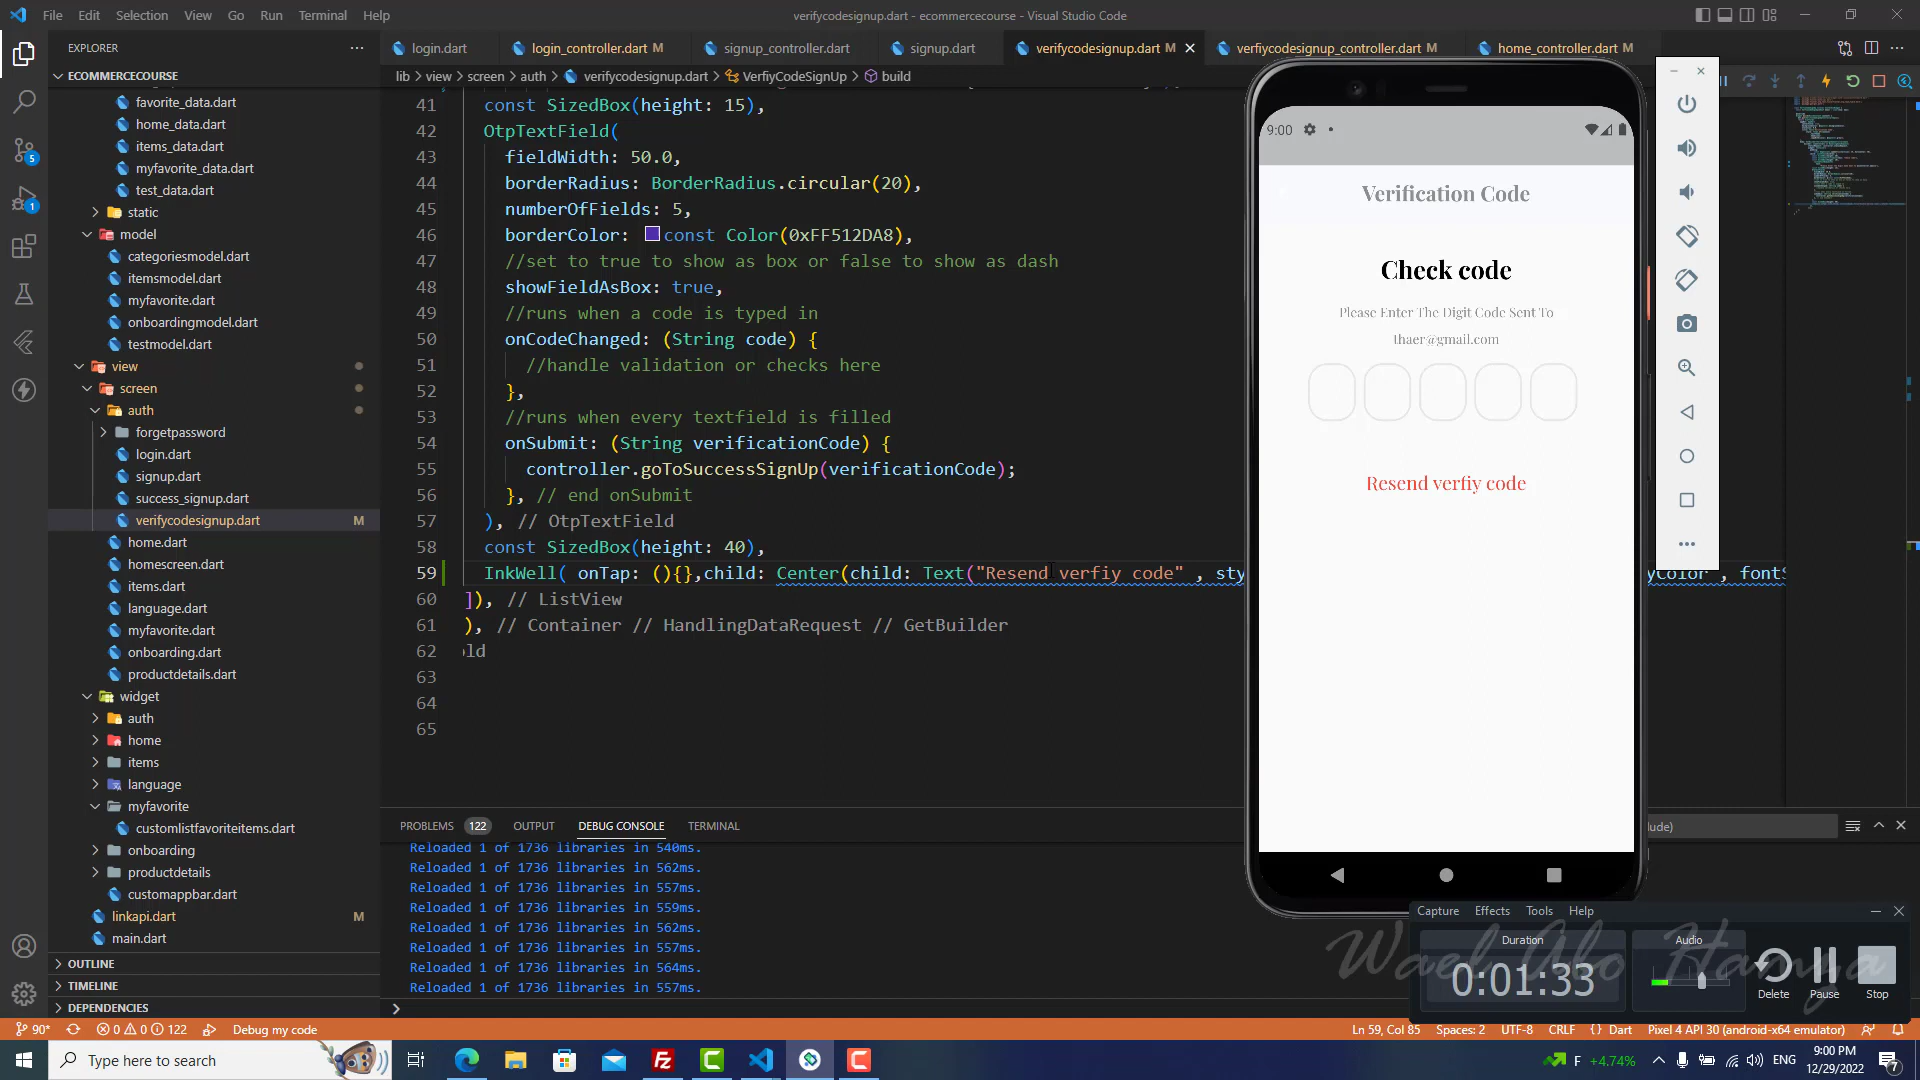 File Edit Selection View Go Run Terminal Help
verifycodesignup.dart - ecommercecourse - Visual Studio Code
EXPLORER
login.dart
login_controller.dart M
signup_controller.dart
signup.dart
verifycodesignup.dart M
verfiycodesignup_controller.dart M
home_controller.dart M
lib > view > screen > auth > verifycodesignup.dart > VerfiyCodeSignUp > build
ECOMMERCECOURSE
favorite_data.dart
home_data.dart
items_data.dart
myfavorite_data.dart
test_data.dart
static
model
categoriesmodel.dart
itemsmodel.dart
myfavorite.dart
onboardingmodel.dart
testmodel.dart
view
screen
auth
forgetpassword
login.dart
signup.dart
success_signup.dart
verifycodesignup.dart M
home.dart
homescreen.dart
items.dart
language.dart
myfavorite.dart
onboarding.dart
productdetails.dart
widget
auth
home
items
language
myfavorite
customlistfavoriteitems.dart
onboarding
productdetails
customappbar.dart
linkapi.dart M
main.dart
OUTLINE
TIMELINE
DEPENDENCIES
41 const SizedBox(height: 15),
42 OtpTextField(
43 fieldWidth: 50.0,
44 borderRadius: BorderRadius.circular(20),
45 numberOfFields: 5,
46 borderColor: const Color(0xFF512DA8),
47 //set to true to show as box or false to show as dash
48 showFieldAsBox: true,
49 //runs when a code is typed in
50 onCodeChanged: (String code) {
51 //handle validation or checks here
52 },
53 //runs when every textfield is filled
54 onSubmit: (String verificationCode) {
55 controller.goToSuccessSignUp(verificationCode);
56 }, // end onSubmit
57 ), // OtpTextField
58 const SizedBox(height: 40),
59 InkWell( onTap: (){},child: Center(child: Text("Resend verfiy code" , sty
yColor , fontS
60 ]), // ListView
61 ), // Container // HandlingDataRequest // GetBuilder
62 old
63
64
65
9:00
Verification Code
Check code
Please Enter The Digit Code Sent To
thaer@gmail.com
Resend verfiy code
PROBLEMS 122 OUTPUT DEBUG CONSOLE TERMINAL
lude)
Reloaded 1 of 1736 libraries in 540ms.
Reloaded 1 of 1736 libraries in 562ms.
Reloaded 1 of 1736 libraries in 557ms.
Reloaded 1 of 1736 libraries in 559ms.
Reloaded 1 of 1736 libraries in 562ms.
Reloaded 1 of 1736 libraries in 557ms.
Reloaded 1 of 1736 libraries in 564ms.
Reloaded 1 of 1736 libraries in 557ms.
Capture Effects Tools Help
Duration
0:01:33
Audio
Delete Pause Stop
Wael Abo Hamza
5
1
90* 0 0 122 Debug my code
Ln 59, Col 85 Spaces: 2 UTF-8 CRLF {} Dart Pixel 4 API 30 (android-x64 emulator)
Type here to search
F +4.74%
ENG
9:00 PM
12/29/2022
7